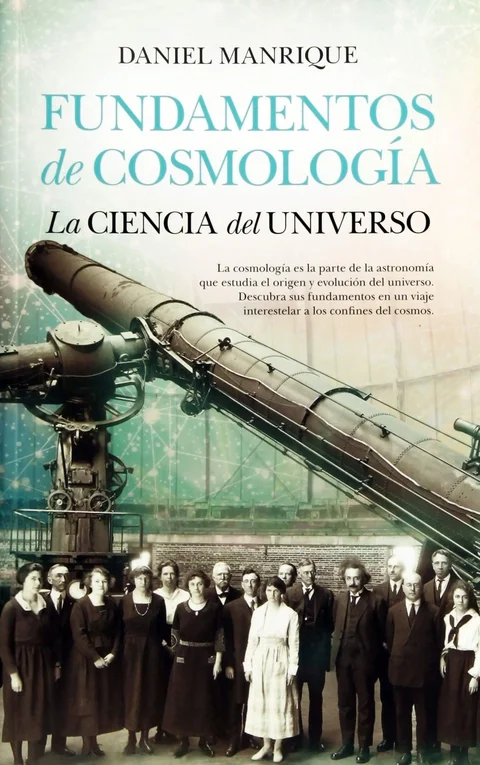 DANIEL MANRIQUE
FUNDAMENTOS
de COSMOLOGÍA
La CIENCIA del UNIVERSO
La cosmología es la parte de la astronomía
que estudia el origen y evolución del universo.
Descubra sus fundamentos en un viaje
interestelar a los confines del cosmos.